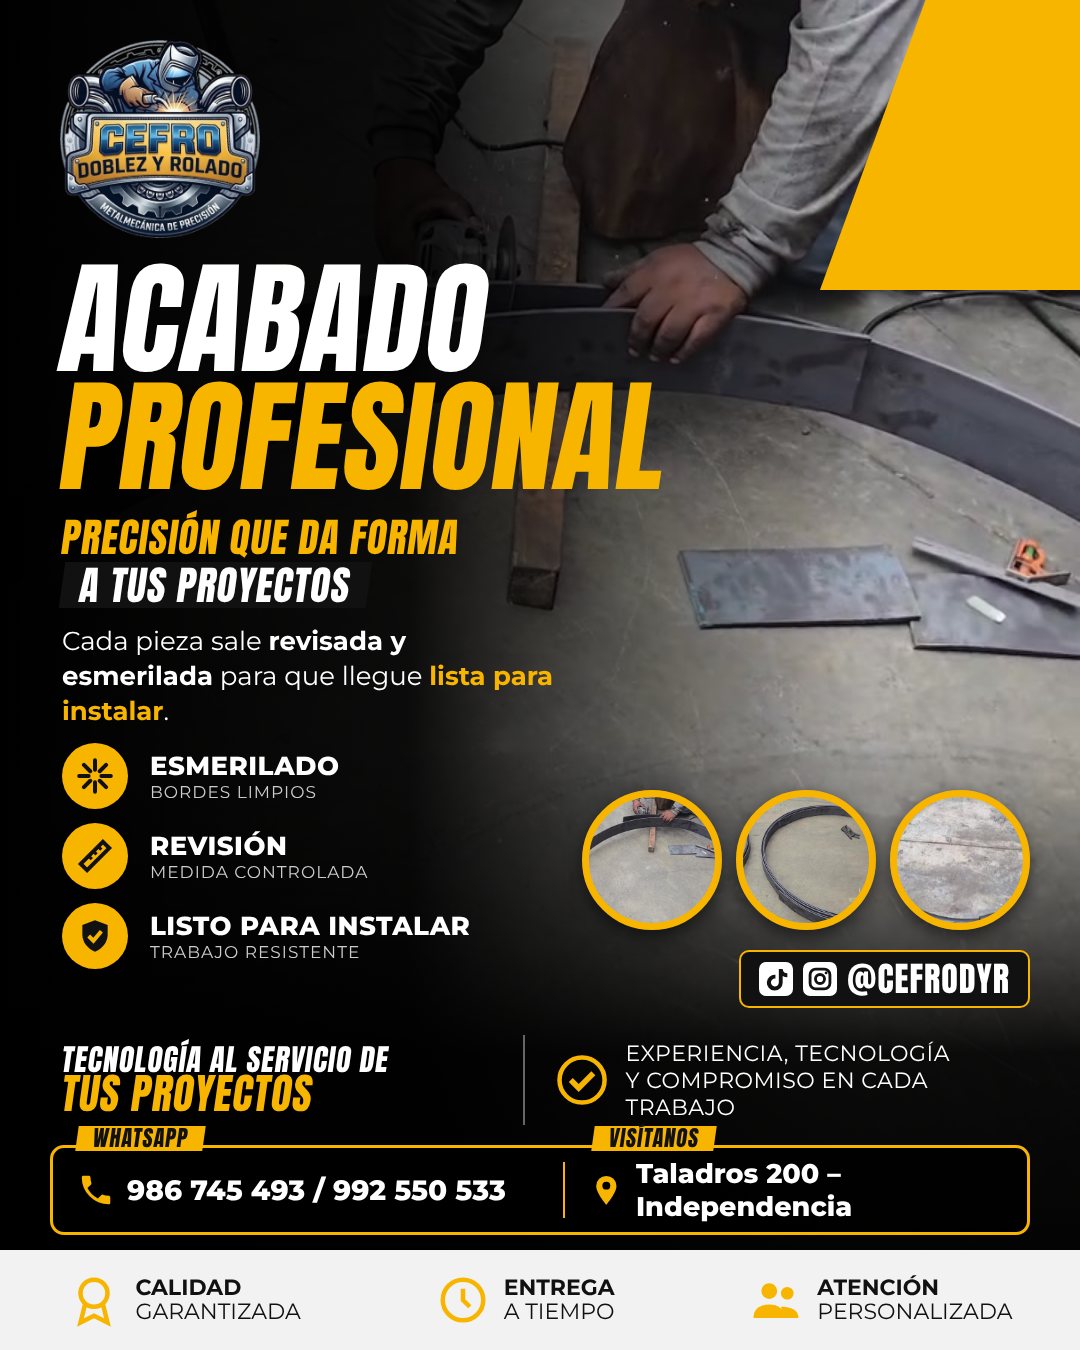 CEFRO
DOBLEZ Y ROLADO
METALMECÁNICA DE PRECISIÓN
ACABADO
PROFESIONAL
PRECISIÓN QUE DA FORMA
A TUS PROYECTOS
Cada pieza sale revisada y
esmerilada para que llegue lista para
instalar.
ESMERILADO
BORDES LIMPIOS
REVISIÓN
MEDIDA CONTROLADA
LISTO PARA INSTALAR
TRABAJO RESISTENTE
@CEFRODYR
TECNOLOGÍA AL SERVICIO DE
TUS PROYECTOS
EXPERIENCIA, TECNOLOGÍA
Y COMPROMISO EN CADA
TRABAJO
WHATSAPP
986 745 493 / 992 550 533
VISÍTANOS
Taladros 200 –
Independencia
CALIDAD
GARANTIZADA
ENTREGA
A TIEMPO
ATENCIÓN
PERSONALIZADA